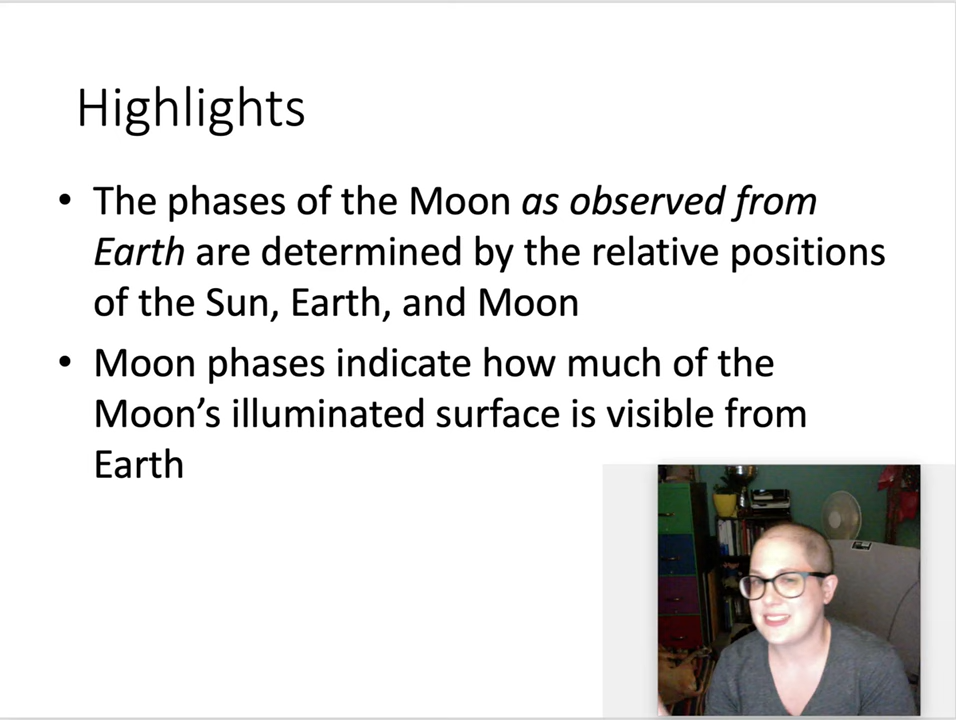 Highlights
• The phases of the Moon as observed from
Earth are determined by the relative positions
of the Sun, Earth, and Moon
• Moon phases indicate how much of the
Moon’s illuminated surface is visible from
Earth